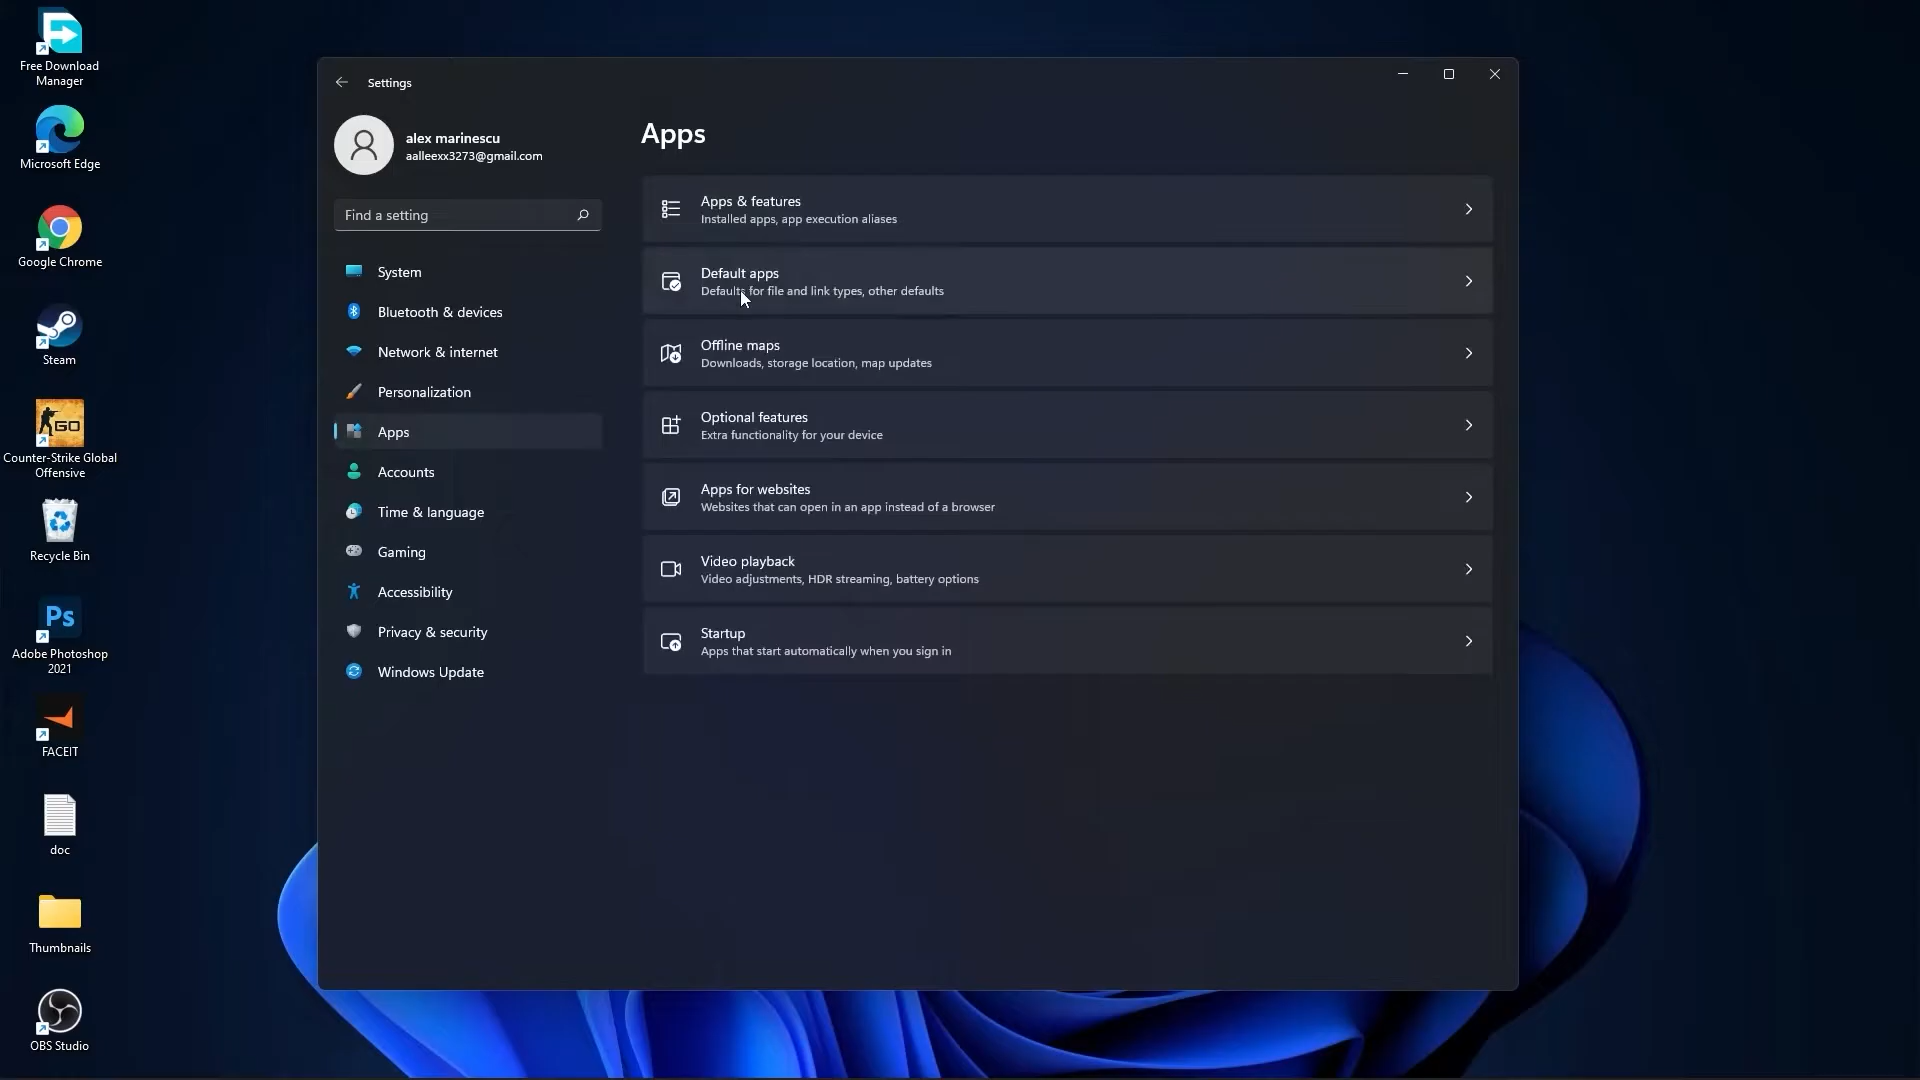 Free Download
Manager
Microsoft Edge
Google Chrome
Steam
GO
Counter-Strike Global
Offensive
Recycle Bin
Ps
Adobe Photoshop
2021
FACEIT
doc
Thumbnails
OBS Studio
Settings
alex marinescu
aalleexx3273@gmail.com
Find a setting
System
Bluetooth & devices
Network & internet
Personalization
Apps
Accounts
Time & language
Gaming
Accessibility
Privacy & security
Windows Update
Apps
Apps & features
Installed apps, app execution aliases
Default apps
Defaults for file and link types, other defaults
Offline maps
Downloads, storage location, map updates
Optional features
Extra functionality for your device
Apps for websites
Websites that can open in an app instead of a browser
Video playback
Video adjustments, HDR streaming, battery options
Startup
Apps that start automatically when you sign in